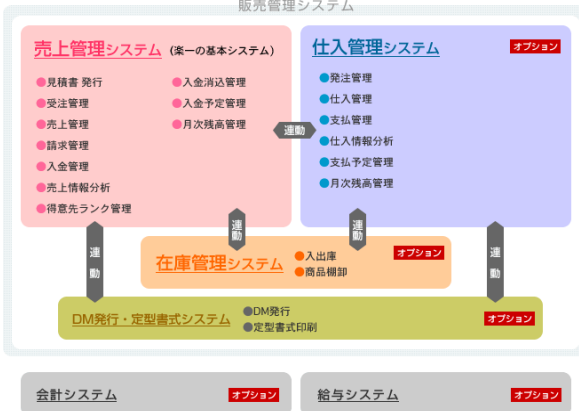 販売管理システム
売上管理システム (楽一の基本システム)
●見積書 発行
●受注管理
●売上管理
●請求管理
●入金管理
●売上情報分析
●得意先ランク管理
●入金消込管理
●入金予定管理
●月次残高管理
連動
仕入管理システム
オプション
●発注管理
●仕入管理
●支払管理
●仕入情報分析
●支払予定管理
●月次残高管理
連動
連動
連動
連動
在庫管理システム
●入出庫
●商品棚卸
オプション
DM発行・定型書式システム
●DM発行
●定型書式印刷
オプション
会計システム
オプション
給与システム
オプション